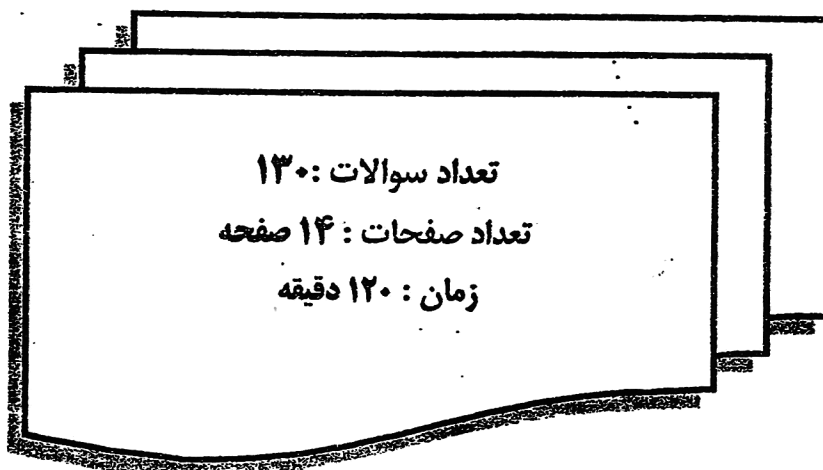 تعداد سوالات :۱۳۰
تعداد صفحات : ۱۴ صفحه
زمان : ۱۲۰ دقیقه